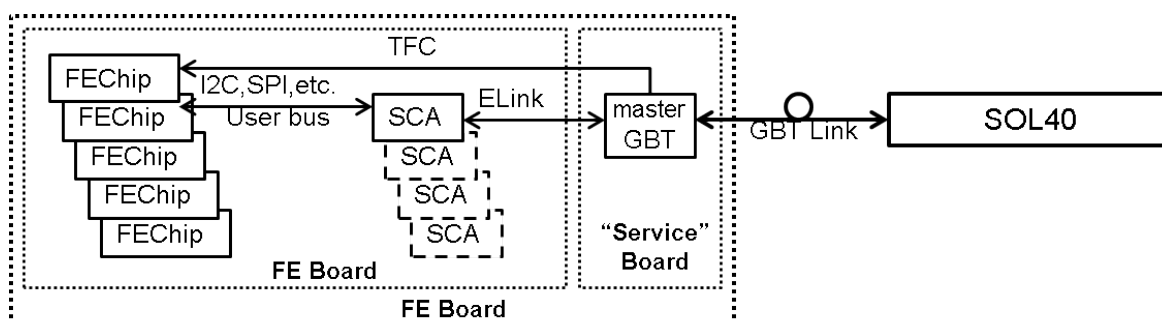 TFC
FEChip
I2C,SPI,etc.
User bus
FEChip
FEChip
FEChip
FEChip
SCA
SCA
SCA
SCA
ELink
master
GBT
GBT Link
SOL40
FE Board
“Service”
Board
FE Board